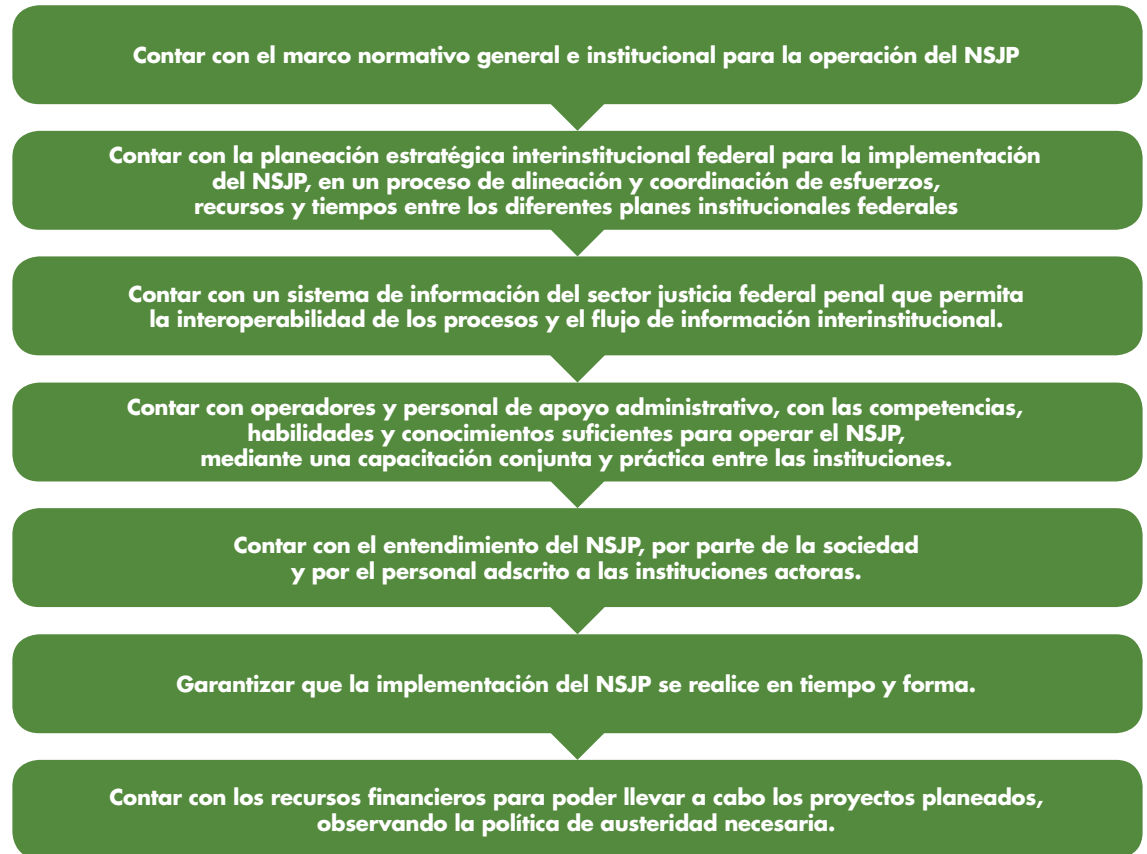 Contar con el marco normativo general e institucional para la operación del NSJP
Contar con la planeación estratégica interinstitucional federal para la implementación
del NSJP, en un proceso de alineación y coordinación de esfuerzos,
recursos y tiempos entre los diferentes planes institucionales federales
Contar con un sistema de información del sector justicia federal penal que permita
la interoperabilidad de los procesos y el flujo de información interinstitucional.
Contar con operadores y personal de apoyo administrativo, con las competencias,
habilidades y conocimientos suficientes para operar el NSJP,
mediante una capacitación conjunta y práctica entre las instituciones.
Contar con el entendimiento del NSJP, por parte de la sociedad
y por el personal adscrito a las instituciones actoras.
Garantizar que la implementación del NSJP se realice en tiempo y forma.
Contar con los recursos financieros para poder llevar a cabo los proyectos planeados,
observando la política de austeridad necesaria.